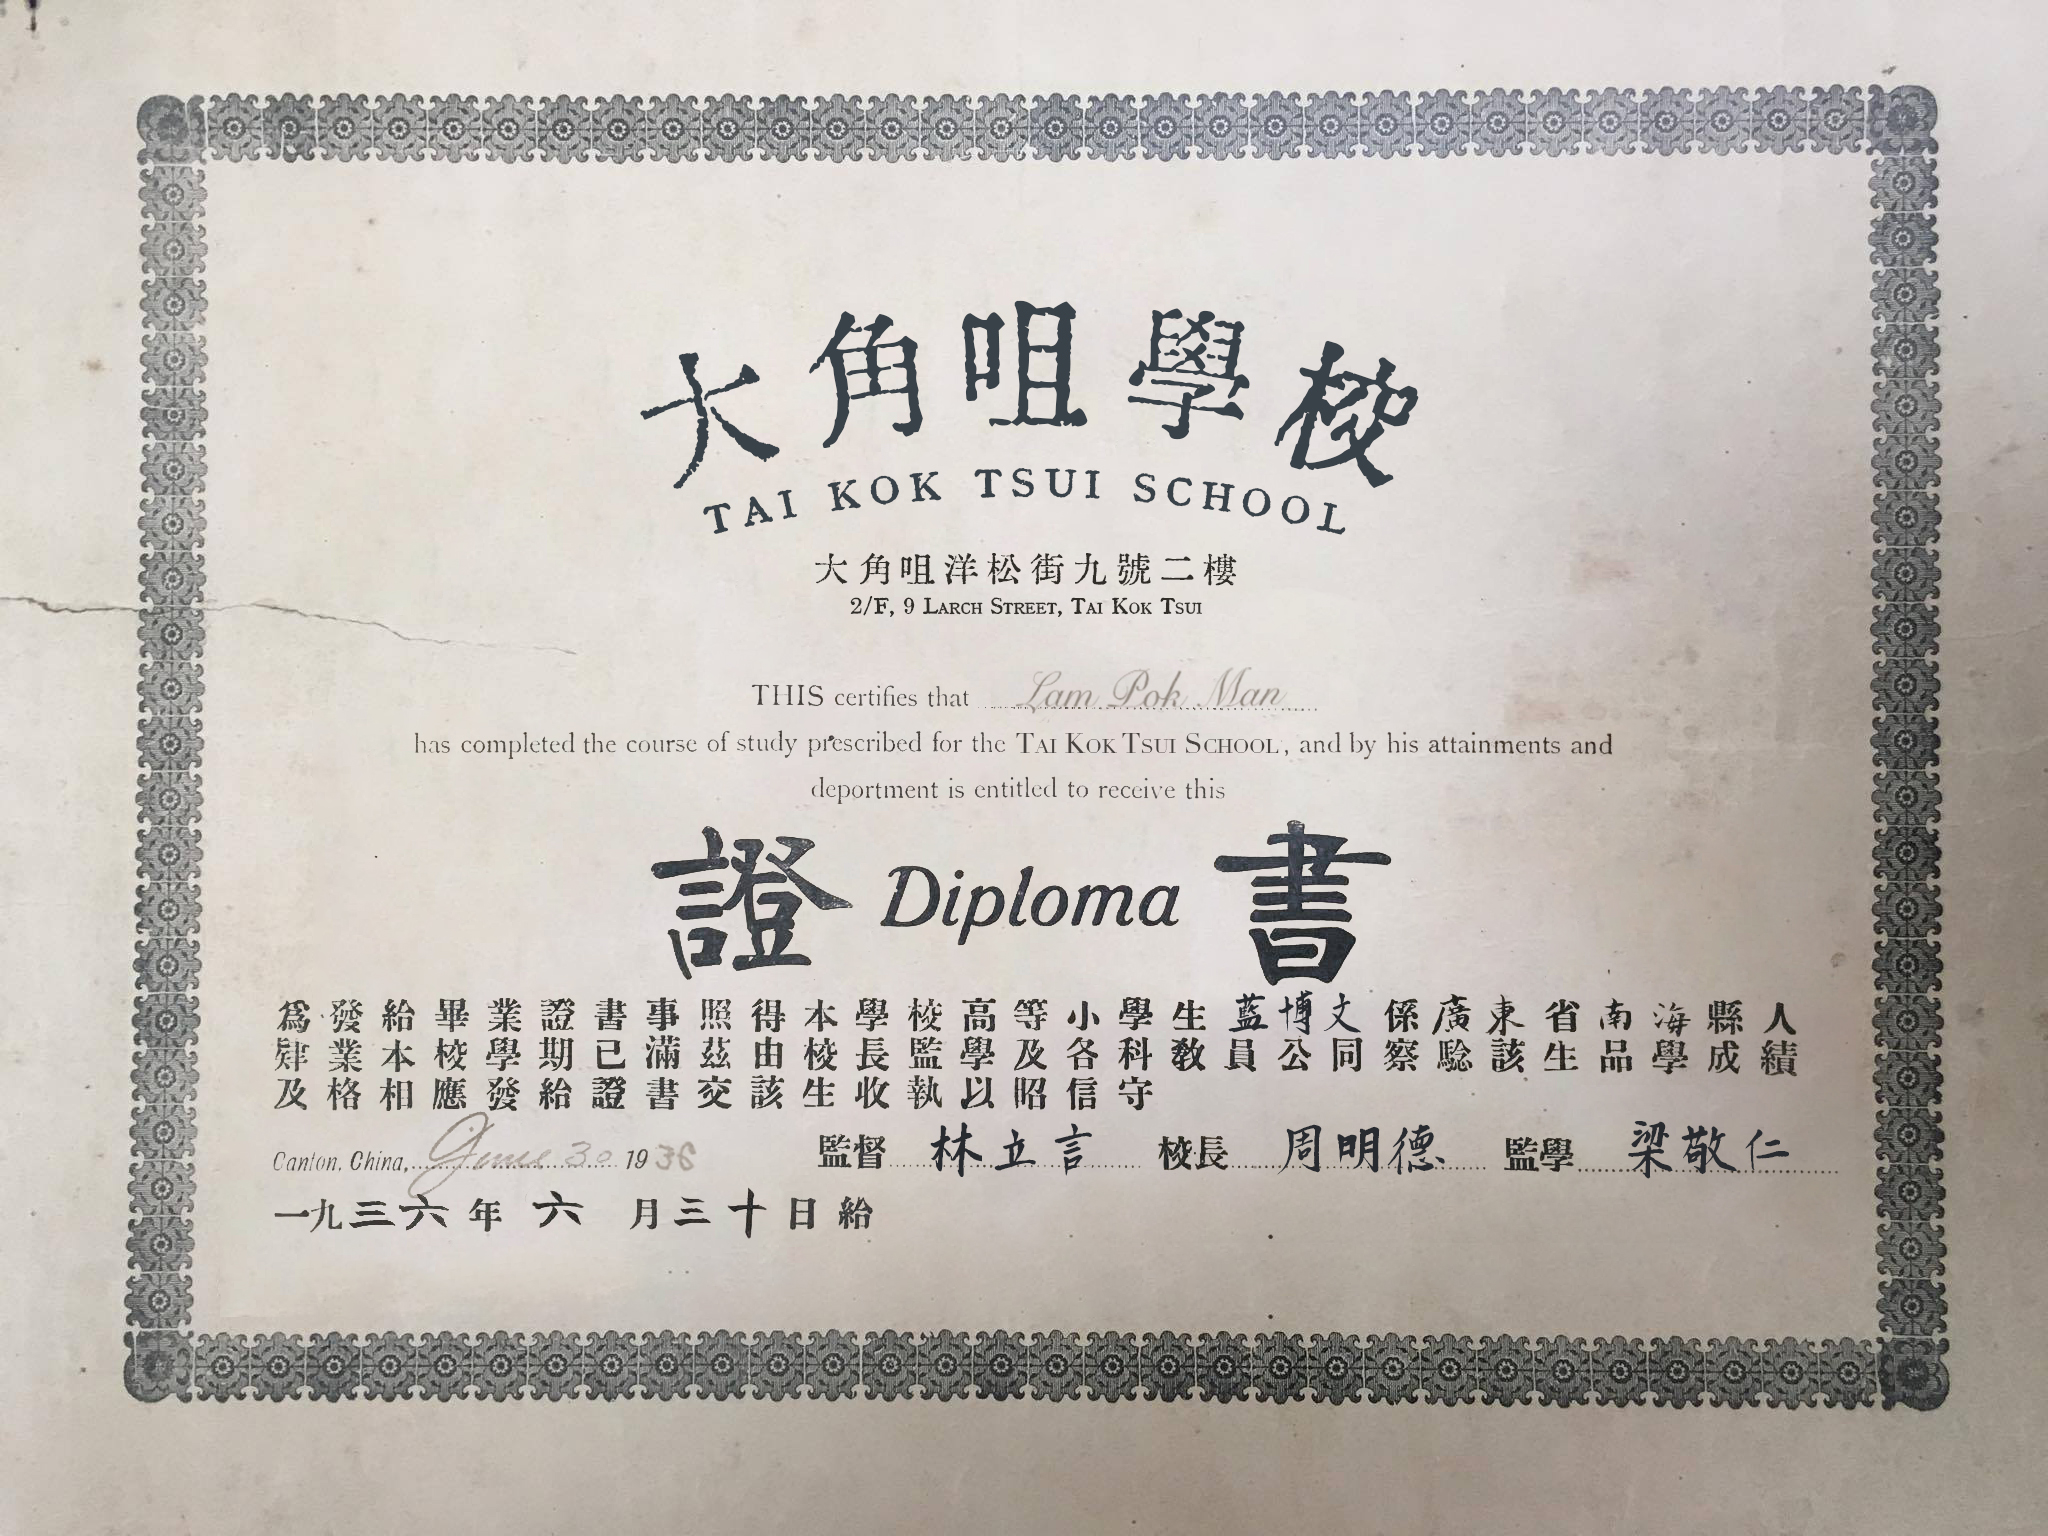 大角咀學校
TAI KOK TSUI SCHOOL
大角咀洋松街九號二樓
2/F, 9 LARCH STREET, TAI KOK TSUI
THIS certifies that Lam Pok Man
has completed the course of study prescribed for the TAI KOK TSUI SCHOOL, and by his attainments and
deportment is entitled to receive this
證 Diploma 書
為發給畢業證書事照得本學校高等小學生藍博文係廣東省南海縣人
肄業本校學期已滿茲由校長監學及各科教員公同察驗該生品學成績
及格相應發給證書交該生收執以昭信守
Canton, China, June 30 1936 監督 林立言 校長 周明德 監學 梁敬仁
一九三六年六月三十日給